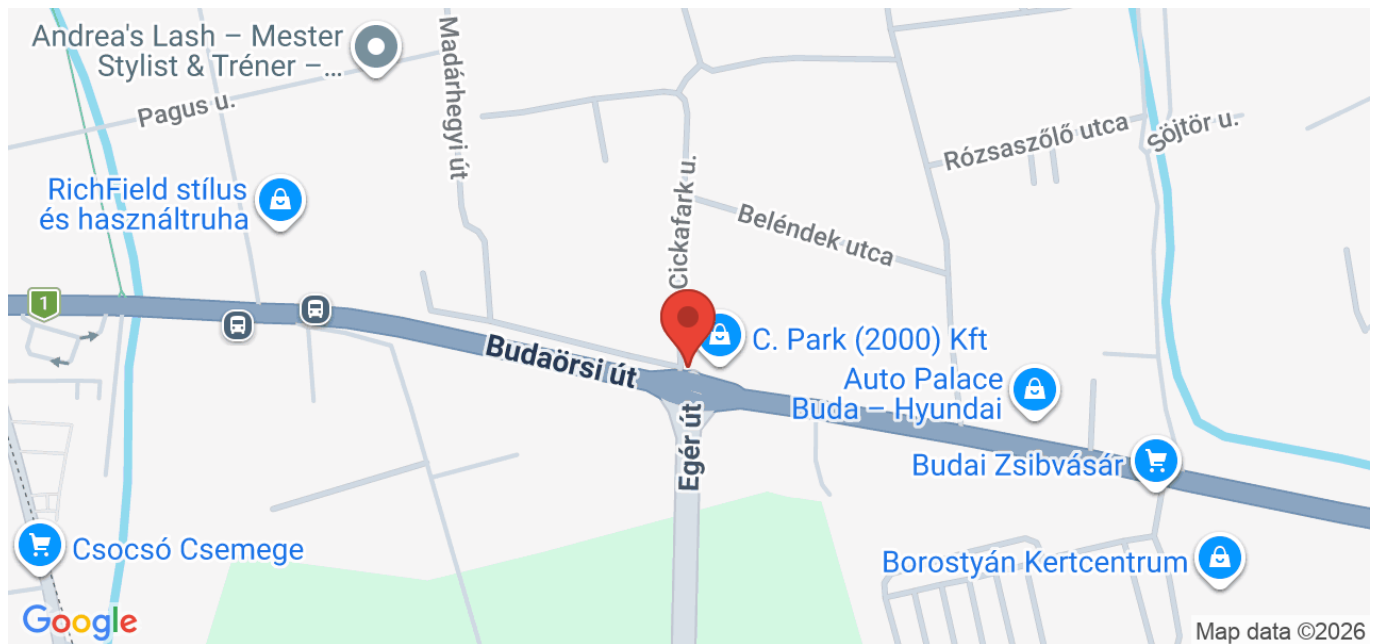 Andrea's Lash – Mester
Stylist & Tréner –...
Pagus u.
Madárhegyi út
Rózsaszőlő utca
Söjtör u.
RichField stílus
és használtruha
Cickafark u.
Beléndek utca
1
Budaörsi út
C. Park (2000) Kft
Auto Palace
Buda – Hyundai
Egér út
Budai Zsibvásár
Csocsó Csemege
Borostyán Kertcentrum
Google
Map data ©2026